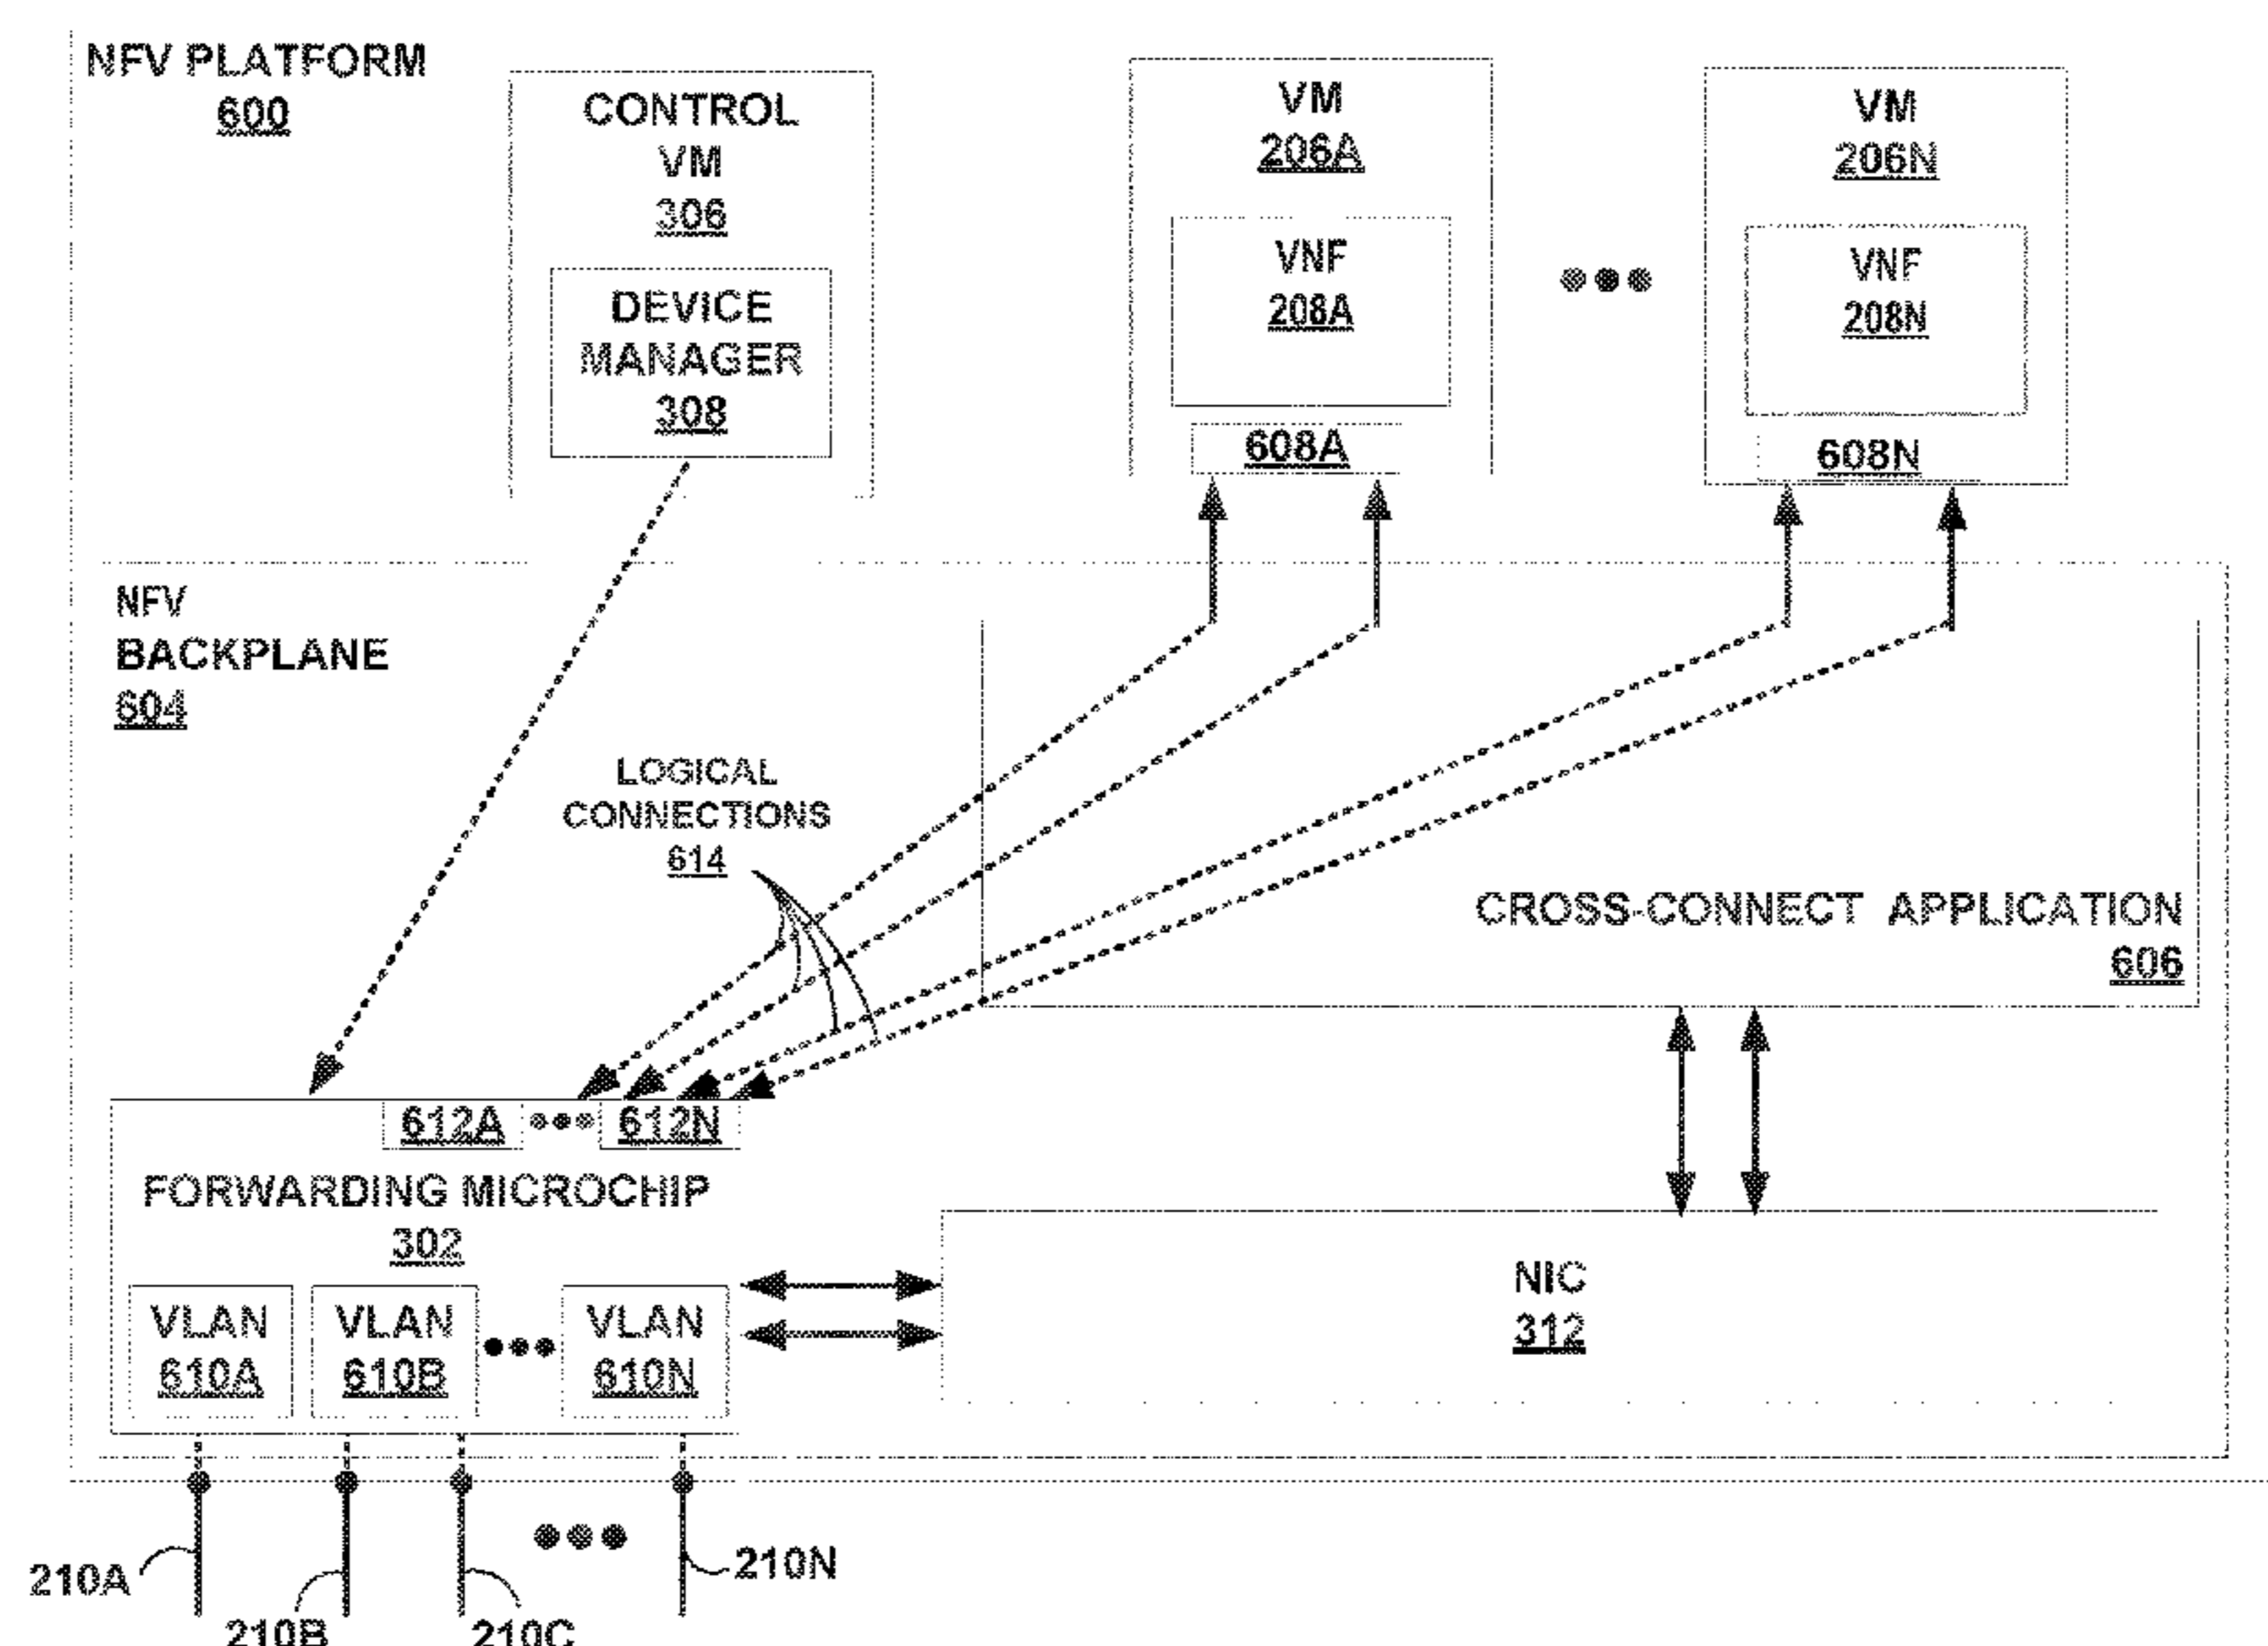 NFV PLATFORM
600
CONTROL
VM
306
DEVICE
MANAGER
308
VM
206A
VNF
208A
608A
VM
206N
VNF
208N
608N
NFV
BACKPLANE
604
LOGICAL
CONNECTIONS
614
CROSS-CONNECT APPLICATION
606
612A
612N
FORWARDING MICROCHIP
302
VLAN
610A
VLAN
610B
VLAN
610N
NIC
312
210A
210B
210C
210N